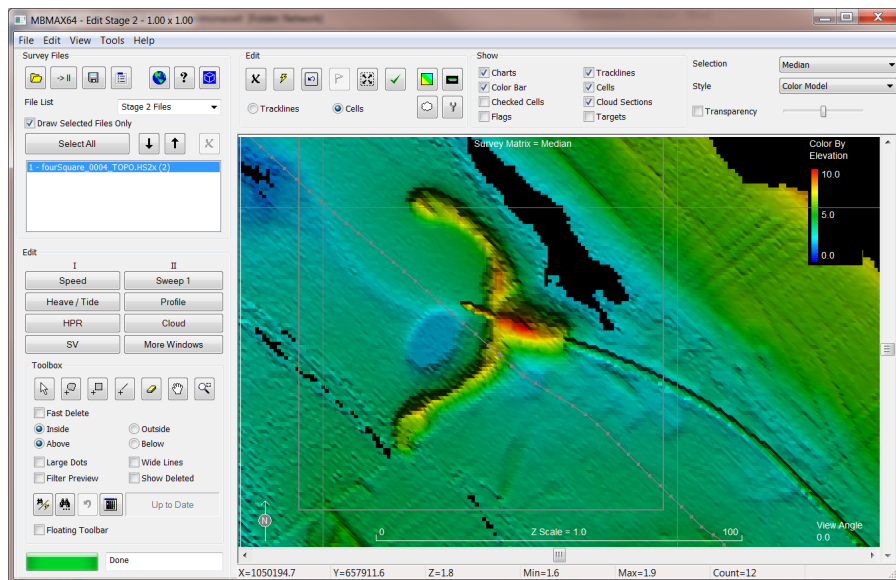 MBMAX64 - Edit Stage 2 - 1.00 x 1.00
File Edit View Tools Help
Survey Files
->II
?
File List
Stage 2 Files
Draw Selected Files Only
Select All
X
1 - fourSquare_0004_TOPO.HS2x (2)
Edit
X
Tracklines
Cells
Show
Charts
Color Bar
Checked Cells
Flags
Tracklines
Cells
Cloud Sections
Targets
Selection
Median
Style
Color Model
Transparency
Edit
I
II
Speed
Sweep 1
Heave / Tide
Profile
HPR
Cloud
SV
More Windows
Toolbox
Fast Delete
Inside
Outside
Above
Below
Large Dots
Wide Lines
Filter Preview
Show Deleted
Up to Date
Floating Toolbar
Done
Survey Matrix = Median
Color By
Elevation
10.0
5.0
0.0
N
0
Z Scale = 1.0
100
View Angle
0.0
X=1050194.7 Y=657911.6 Z=1.8 Min=1.6 Max=1.9 Count=12